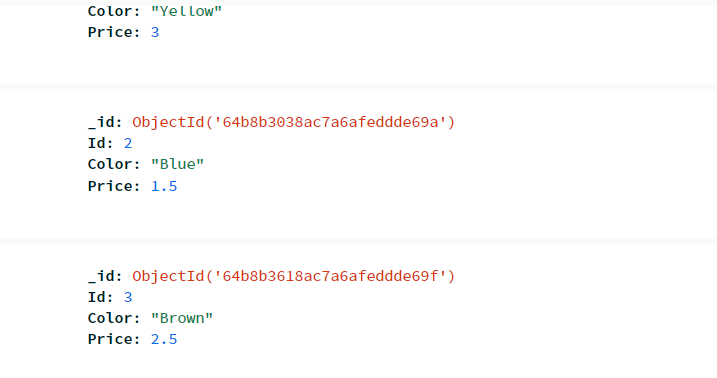 Color: "Yellow"
Price: 3
_id: ObjectId('64b8b3038ac7a6afeddde69a')
Id: 2
Color: "Blue"
Price: 1.5
_id: ObjectId('64b8b3618ac7a6afeddde69f')
Id: 3
Color: "Brown"
Price: 2.5